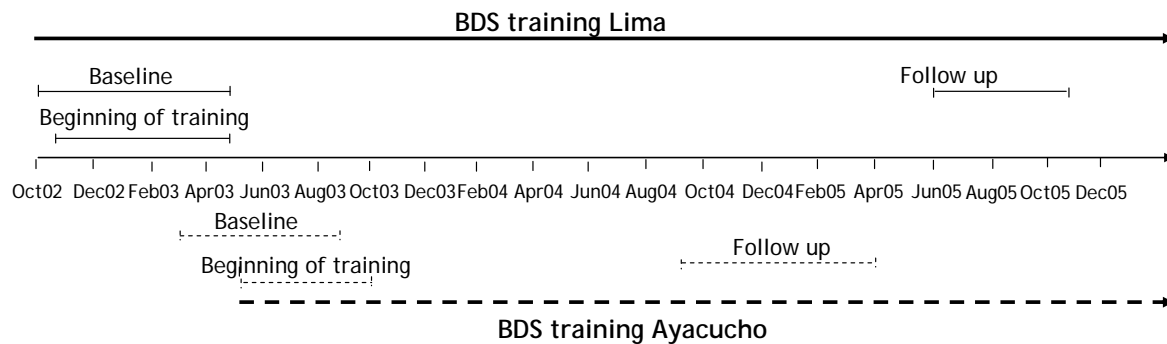 BDS training Lima
Baseline
Follow up
Beginning of training
Oct02 Dec02 Feb03 Apr03 Jun03 Aug03 Oct03 Dec03 Feb04 Apr04 Jun04 Aug04 Oct04 Dec04 Feb05 Apr05 Jun05 Aug05 Oct05 Dec05
Baseline
Follow up
Beginning of training
BDS training Ayacucho